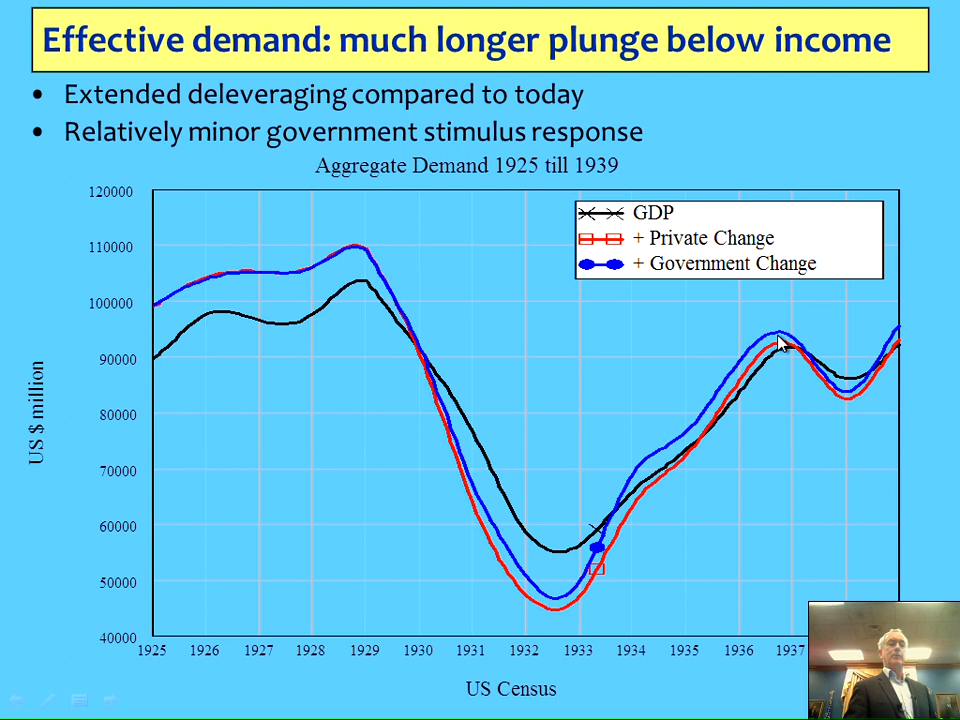 Effective demand: much longer plunge below income
• Extended deleveraging compared to today
• Relatively minor government stimulus response
Aggregate Demand 1925 till 1939
120000
110000
100000
90000
80000
70000
60000
50000
40000
US $ million
GDP
+ Private Change
+ Government Change
1925 1926 1927 1928 1929 1930 1931 1932 1933 1934 1935 1936 1937
US Census